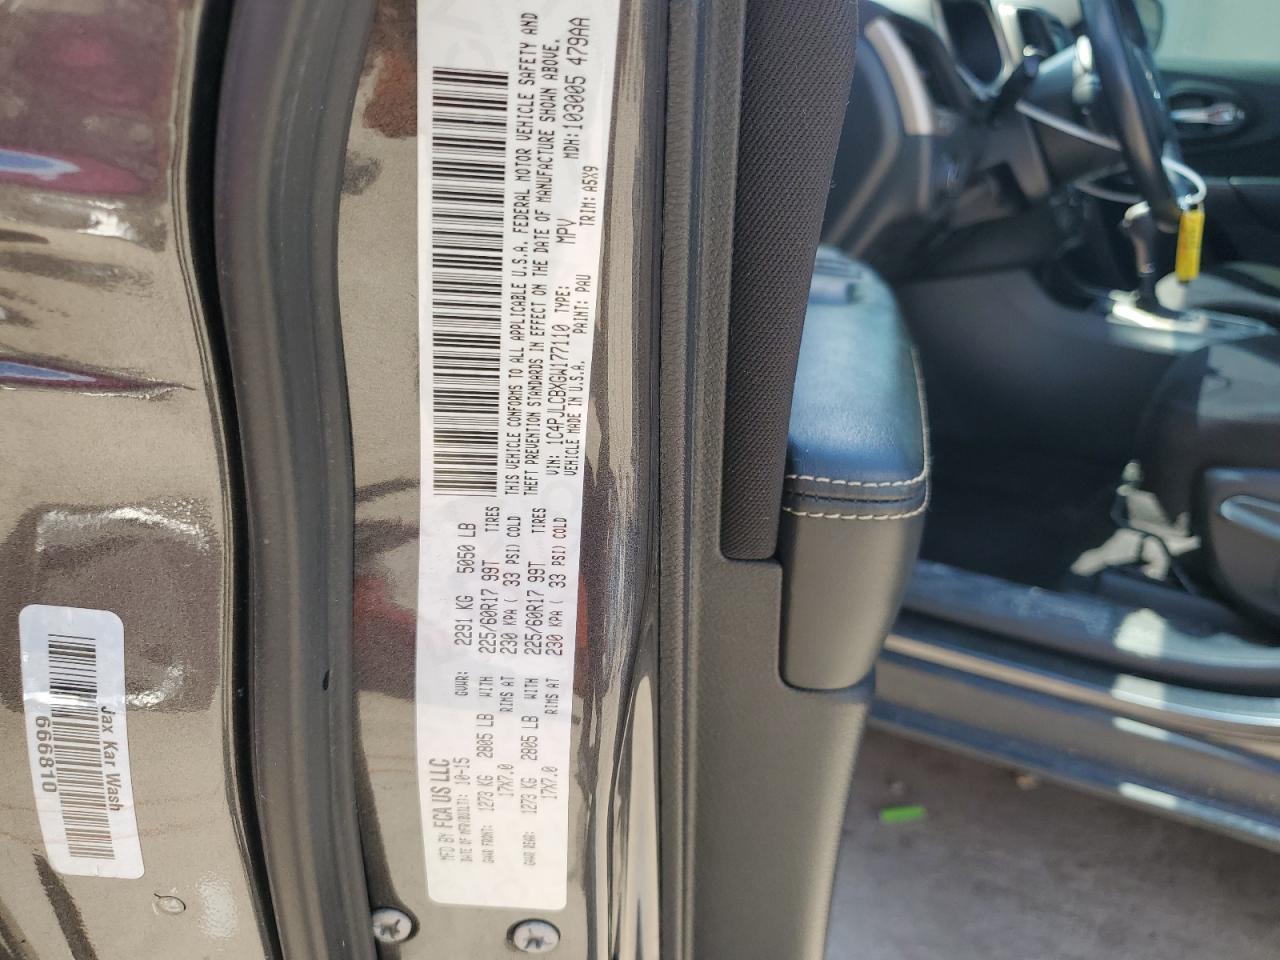 MFD BY FCA US LLC
DATE OF MFR(BUILT): 10-15
GVWR: 2291 KG 5050 LB
GAWR FRONT: 1273 KG 2805 LB WITH 225/60R17 99T TIRES
17X7.0 RIMS AT 230 KPA ( 33 PSI) COLD
GAWR REAR: 1273 KG 2805 LB WITH 225/60R17 99T TIRES
17X7.0 RIMS AT 230 KPA ( 33 PSI) COLD
THIS VEHICLE CONFORMS TO ALL APPLICABLE U.S.A. FEDERAL MOTOR VEHICLE SAFETY AND
THEFT PREVENTION STANDARDS IN EFFECT ON THE DATE OF MANUFACTURE SHOWN ABOVE.
VIN: 1C4PJLCBXGW177110 TYPE: MPV MDH:103005 479AA
VEHICLE MADE IN U.S.A. PAINT: PAU TRIM: A5X9
Jax Kar Wash
666810